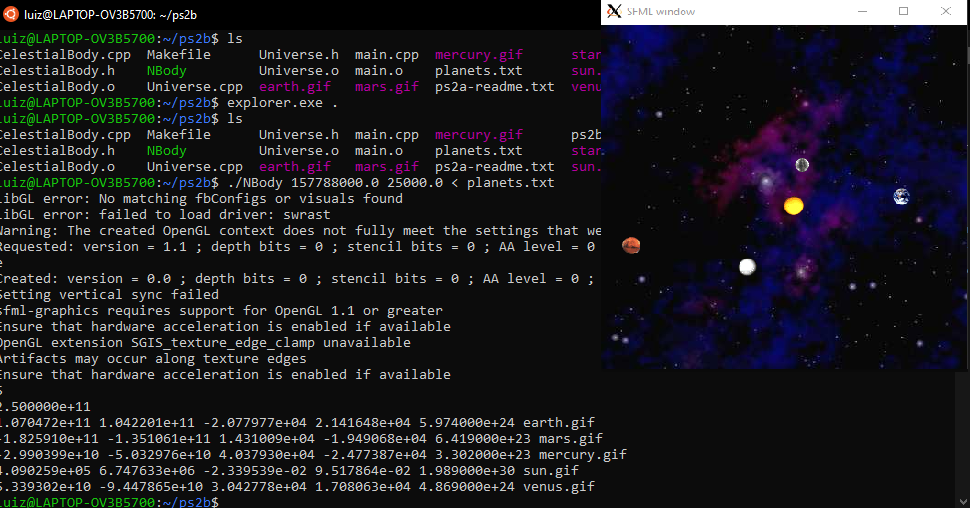 luiz@LAPTOP-OV3B5700: ~/ps2b
SFML window
luiz@LAPTOP-OV3B5700:~/ps2b$ ls
CelestialBody.cpp Makefile Universe.h main.cpp mercury.gif star
CelestialBody.h NBody Universe.o main.o planets.txt sun.
CelestialBody.o Universe.cpp earth.gif mars.gif ps2a-readme.txt venu
luiz@LAPTOP-OV3B5700:~/ps2b$ explorer.exe .
luiz@LAPTOP-OV3B5700:~/ps2b$ ls
CelestialBody.cpp Makefile Universe.h main.cpp mercury.gif ps2b
CelestialBody.h NBody Universe.o main.o planets.txt star
CelestialBody.o Universe.cpp earth.gif mars.gif ps2a-readme.txt sun.
luiz@LAPTOP-OV3B5700:~/ps2b$ ./NBody 157788000.0 25000.0 < planets.txt
libGL error: No matching fbConfigs or visuals found
libGL error: failed to load driver: swrast
Warning: The created OpenGL context does not fully meet the settings that we
Requested: version = 1.1 ; depth bits = 0 ; stencil bits = 0 ; AA level = 0
e
Created: version = 0.0 ; depth bits = 0 ; stencil bits = 0 ; AA level = 0 ;
Setting vertical sync failed
sfml-graphics requires support for OpenGL 1.1 or greater
Ensure that hardware acceleration is enabled if available
OpenGL extension SGIS_texture_edge_clamp unavailable
Artifacts may occur along texture edges
Ensure that hardware acceleration is enabled if available
5
2.500000e+11
1.070472e+11 1.042201e+11 -2.077977e+04 2.141648e+04 5.974000e+24 earth.gif
-1.825910e+11 -1.351061e+11 1.431009e+04 -1.949068e+04 6.419000e+23 mars.gif
-2.990399e+10 -5.032976e+10 4.037930e+04 -2.477387e+04 3.302000e+23 mercury.gif
4.090259e+05 6.747633e+06 -2.339539e-02 9.517864e-02 1.989000e+30 sun.gif
5.339302e+10 -9.447865e+10 3.042778e+04 1.708063e+04 4.869000e+24 venus.gif
luiz@LAPTOP-OV3B5700:~/ps2b$